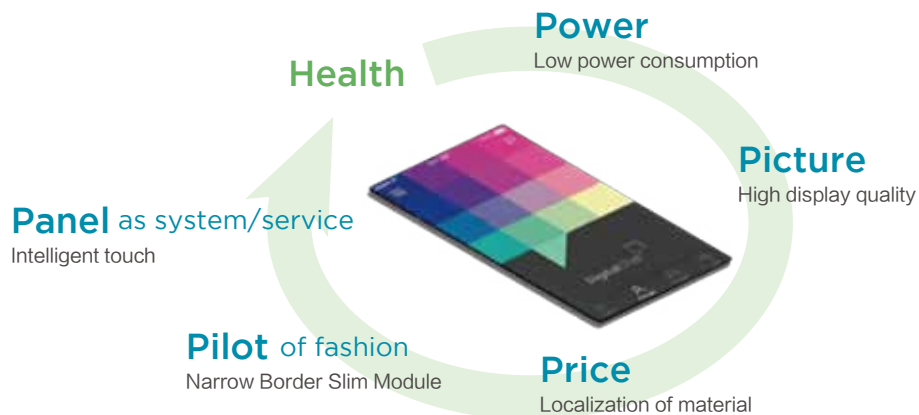 Power
Low power consumption
Health
Picture
High display quality
Panel as system/service
Intelligent touch
Pilot of fashion
Narrow Border Slim Module
Price
Localization of material